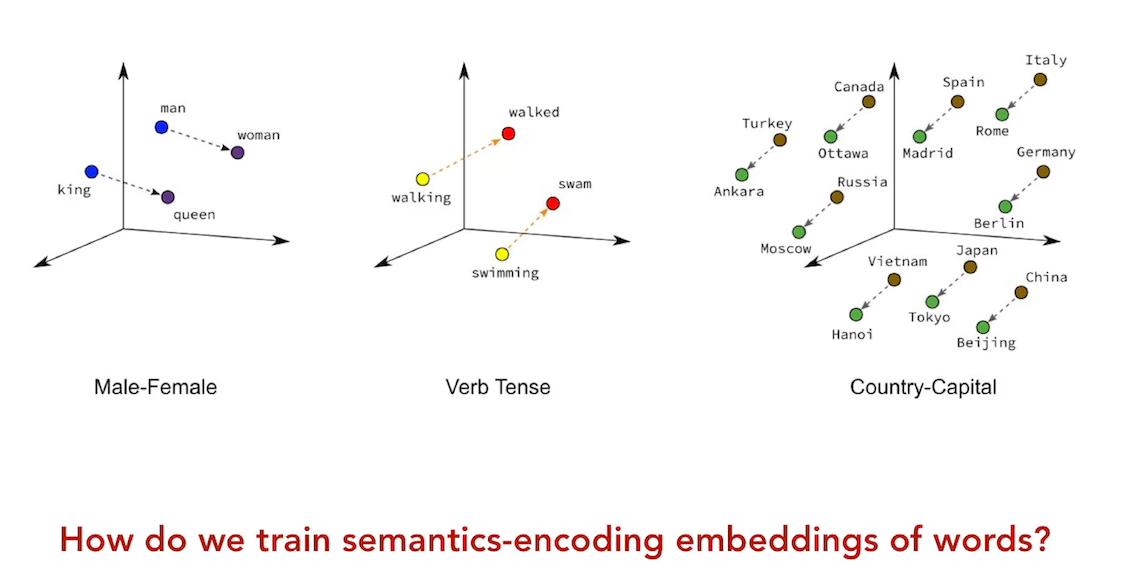 man
woman
king
queen
Male-Female
walked
walking
swam
swimming
Verb Tense
Italy
Canada
Spain
Rome
Turkey
Ottawa
Madrid
Germany
Ankara
Russia
Berlin
Moscow
Vietnam
Japan
China
Hanoi
Tokyo
Beijing
Country-Capital
How do we train semantics-encoding embeddings of words?